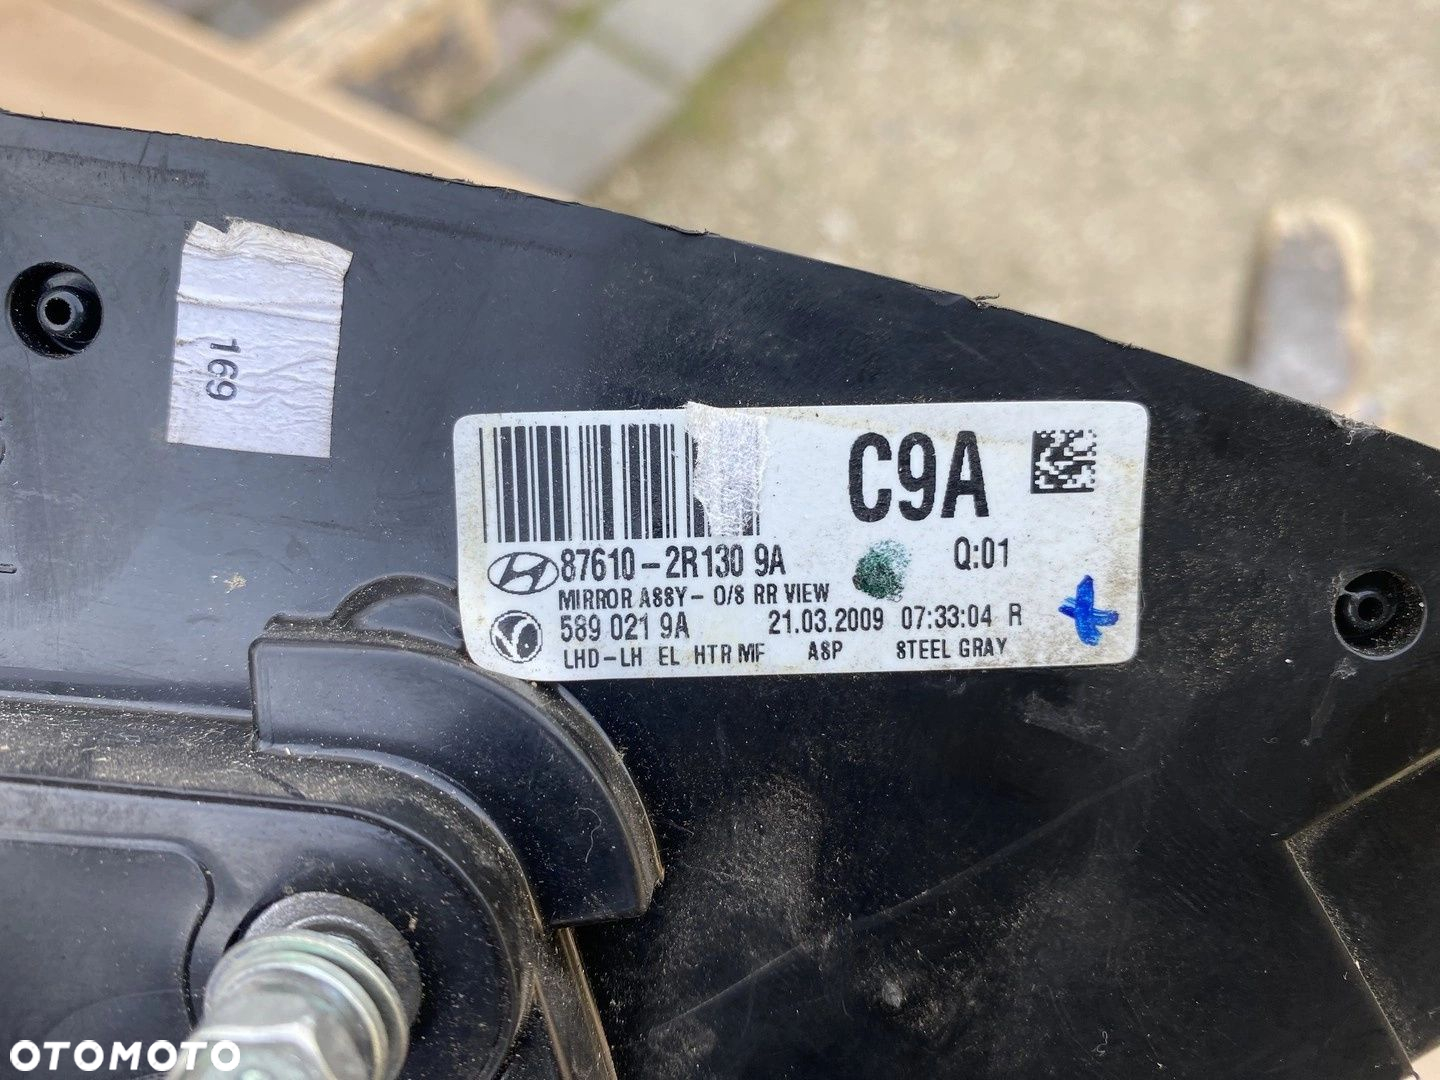 169
C9A
87610-2R130 9A
Q:01
MIRROR ASSY- O/S RR VIEW
589 021 9A 21.03.2009 07:33:04 R
LHD-LH EL HTR MF ASP STEEL GRAY
OTOMOTO